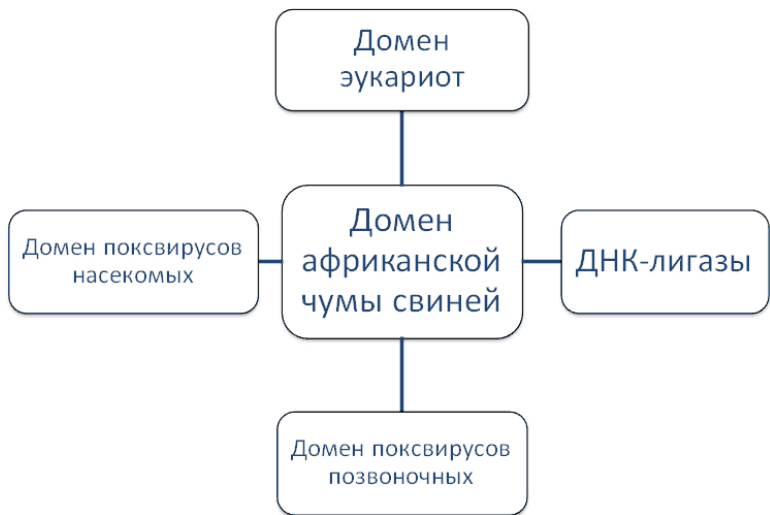 Домен
эукариот
Домен поксвирусов
насекомых
Домен
африканской
чумы свиней
ДНК-лигазы
Домен поксвирусов
позвоночных